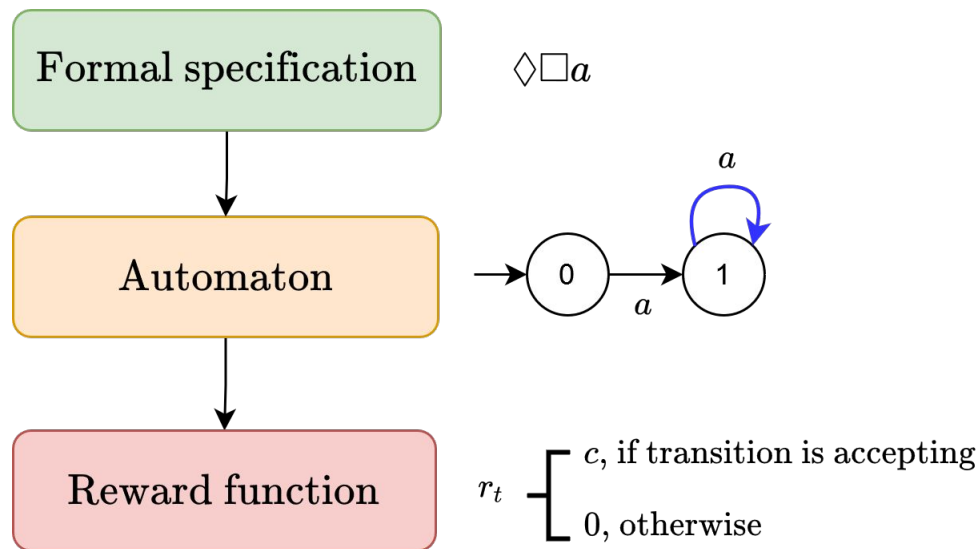 Formal specification
◇□a
a
Automaton
0
1
a
Reward function
r_t
c, if transition is accepting
0, otherwise